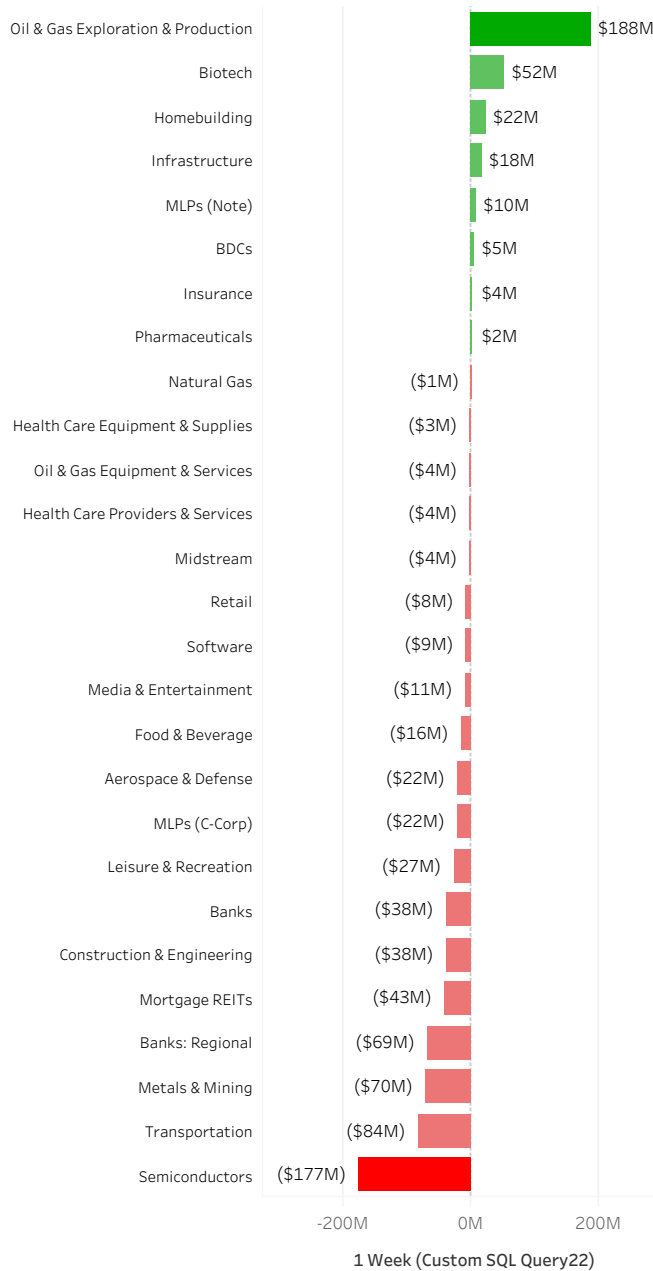 Oil & Gas Exploration & Production $188M
Biotech $52M
Homebuilding $22M
Infrastructure $18M
MLPs (Note) $10M
BDCs $5M
Insurance $4M
Pharmaceuticals $2M
Natural Gas ($1M)
Health Care Equipment & Supplies ($3M)
Oil & Gas Equipment & Services ($4M)
Health Care Providers & Services ($4M)
Midstream ($4M)
Retail ($8M)
Software ($9M)
Media & Entertainment ($11M)
Food & Beverage ($16M)
Aerospace & Defense ($22M)
MLPs (C-Corp) ($22M)
Leisure & Recreation ($27M)
Banks ($38M)
Construction & Engineering ($38M)
Mortgage REITs ($43M)
Banks: Regional ($69M)
Metals & Mining ($70M)
Transportation ($84M)
Semiconductors ($177M)
-200M 0M 200M
1 Week (Custom SQL Query22)